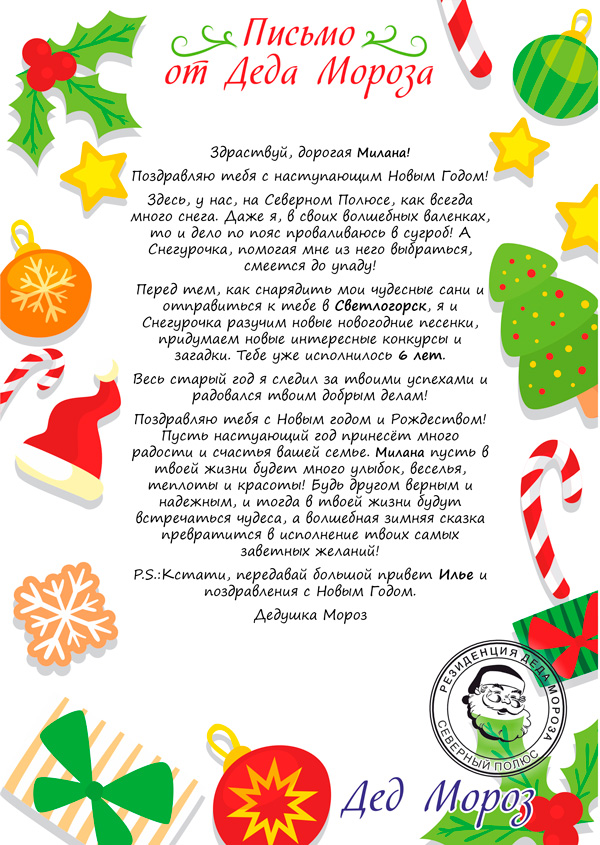 Письмо
от Деда Мороза
Здраствуй, дорогая Милана!
Поздравляю тебя с наступающим Новым Годом!
Здесь, у нас, на Северном Полюсе, как всегда
много снега. Даже я, в своих волшебных валенках,
то и дело по пояс проваливаюсь в сугроб! А
Снегурочка, помогая мне из него выбраться,
смеется до упаду!
Перед тем, как снарядить мои чудесные сани и
отправиться к тебе в Светлогорск, я и
Снегурочка разучим новые новогодние песенки,
придумаем новые интересные конкурсы и
загадки. Тебе уже исполнилось 6 лет.
Весь старый год я следил за твоими успехами и
радовался твоим добрым делам!
Поздравляю тебя с Новым годом и Рождеством!
Пусть настуающий год принесёт много
радости и счастья вашей семье. Милана пусть в
твоей жизни будет много улыбок, веселья,
теплоты и красоты! Будь другом верным и
надежным, и тогда в твоей жизни будут
встречаться чудеса, а волшебная зимняя сказка
превратится в исполнение твоих самых
заветных желаний!
P.S.:Кстати, передавай большой привет Илье и
поздравления с Новым Годом.
Дедушка Мороз
РЕЗИДЕНЦИЯ ДЕДА МОРОЗА
СЕВЕРНЫЙ ПОЛЮС
Дед Мороз